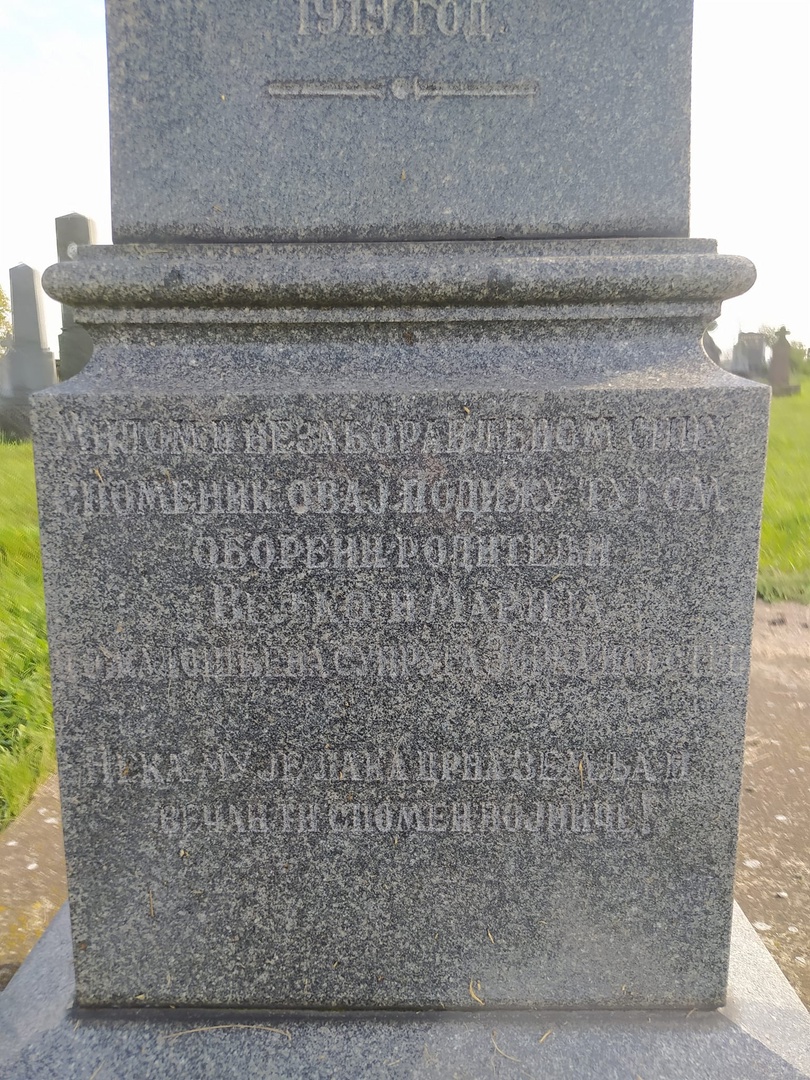 1919. ГОД.
МИЛОМ И НЕЗАБОРАВЉЕНОМ СИНУ
СПОМЕНИК ОВАЈ ПОДИЖУ ТУГОМ
ОБОРЕНИ РОДИТЕЉИ
ВЕЉКО И МАРИЈА
СУПРУГА
НЕКА МУ ЈЕ ЛАКА ЦРНА ЗЕМЉА И
ВЕЧАН ТИ СПОМЕН ВОЈИНЧЕ!